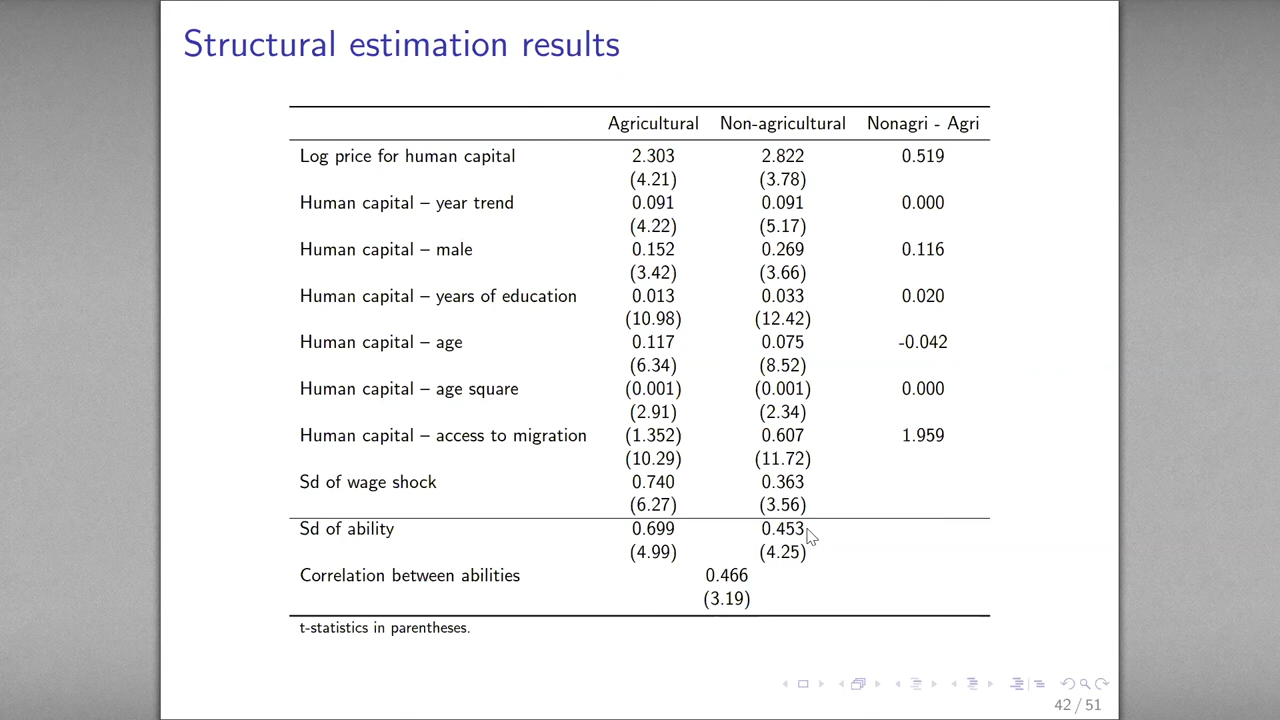 Structural estimation results
Agricultural Non-agricultural Nonagri - Agri
Log price for human capital 2.303 2.822 0.519
(4.21) (3.78)
Human capital – year trend 0.091 0.091 0.000
(4.22) (5.17)
Human capital – male 0.152 0.269 0.116
(3.42) (3.66)
Human capital – years of education 0.013 0.033 0.020
(10.98) (12.42)
Human capital – age 0.117 0.075 -0.042
(6.34) (8.52)
Human capital – age square (0.001) (0.001) 0.000
(2.91) (2.34)
Human capital – access to migration (1.352) 0.607 1.959
(10.29) (11.72)
Sd of wage shock 0.740 0.363
(6.27) (3.56)
Sd of ability 0.699 0.453
(4.99) (4.25)
Correlation between abilities 0.466
(3.19)
t-statistics in parentheses.
42 / 51